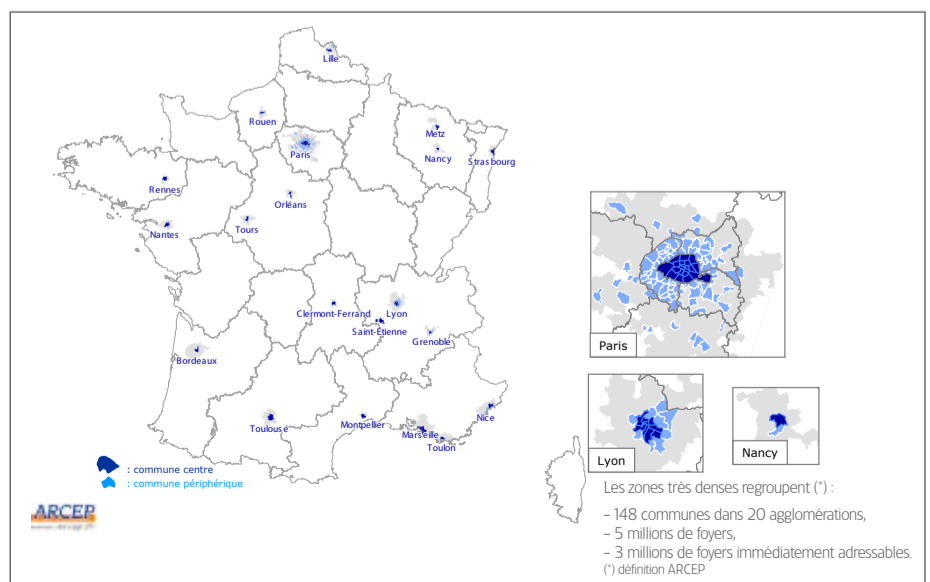 Lille
Rouen
Metz
Paris
Nancy
Strasbourg
Rennes
Orléans
Nantes
Tours
Clermont-Ferrand
Lyon
Saint-Étienne
Grenoble
Bordeaux
Toulouse
Montpellier
Nice
Marseille
Toulon
: commune centre
: commune périphérique
ARCEP
Paris
Lyon
Nancy
Les zones très denses regroupent (*) :
- 148 communes dans 20 agglomérations,
- 5 millions de foyers,
- 3 millions de foyers immédiatement adressables.
(*) définition ARCEP